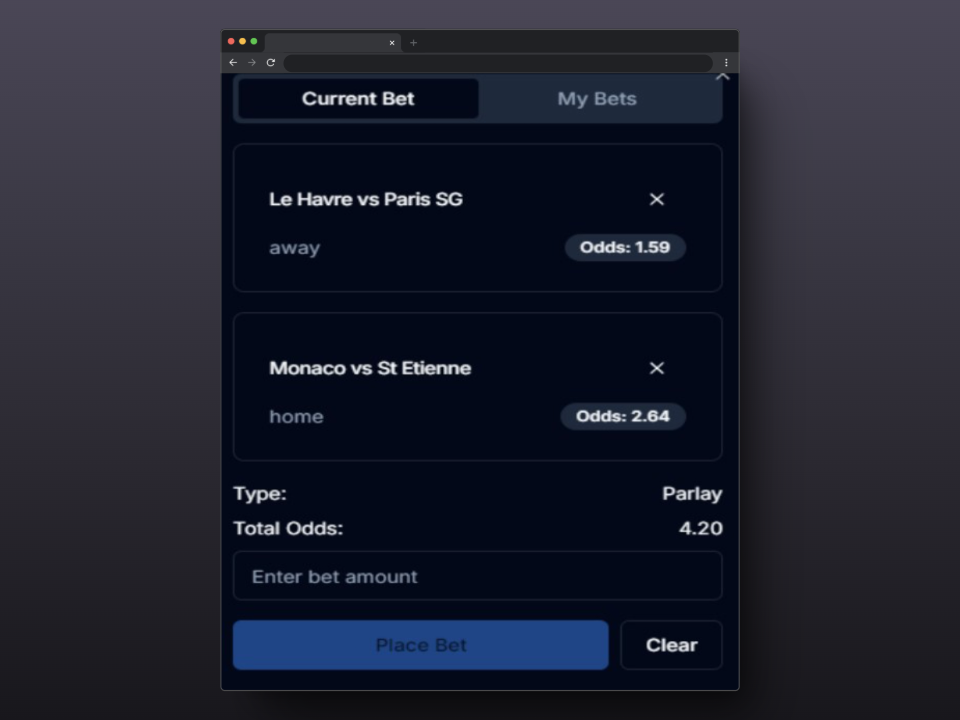 Current Bet My Bets
Le Havre vs Paris SG
away Odds: 1.59
Monaco vs St Etienne
home Odds: 2.64
Type: Parlay
Total Odds: 4.20
Enter bet amount
Place Bet Clear